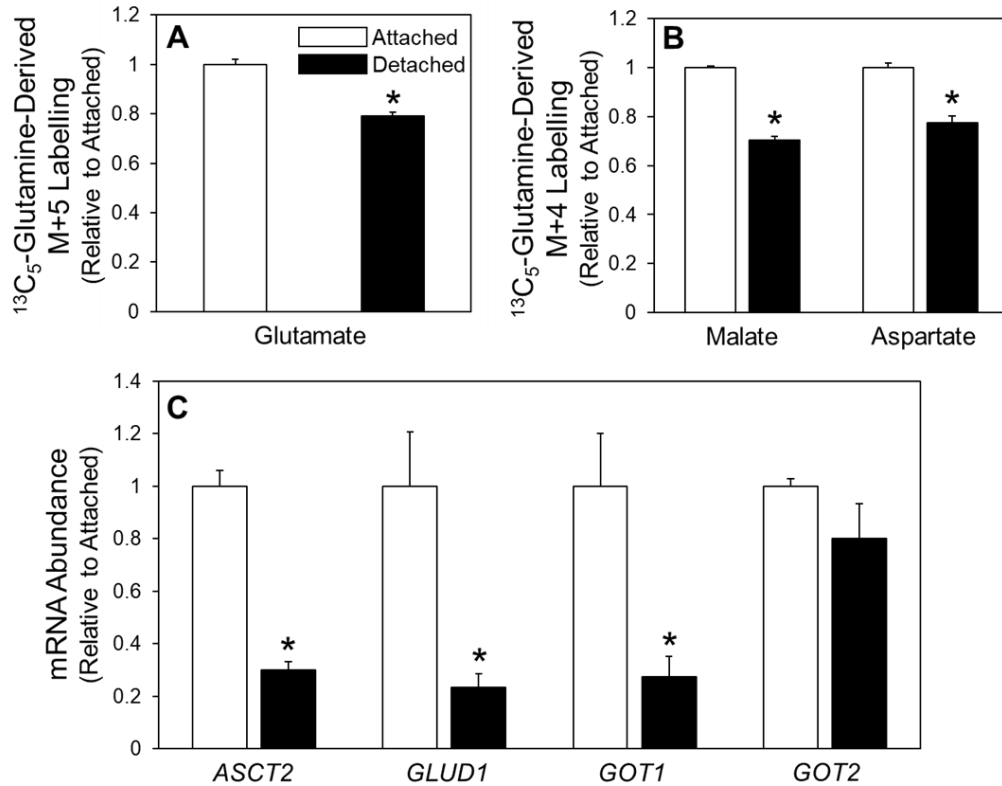 A
Attached
Detached
¹³C₅-Glutamine-Derived
M+5 Labelling
(Relative to Attached)
1.2
1
0.8
0.6
0.4
0.2
0
*
Glutamate
B
¹³C₅-Glutamine-Derived
M+4 Labelling
(Relative to Attached)
1.2
1
0.8
0.6
0.4
0.2
0
*
*
Malate
Aspartate
C
mRNA Abundance
(Relative to Attached)
1.4
1.2
1
0.8
0.6
0.4
0.2
0
*
*
*
ASCT2
GLUD1
GOT1
GOT2